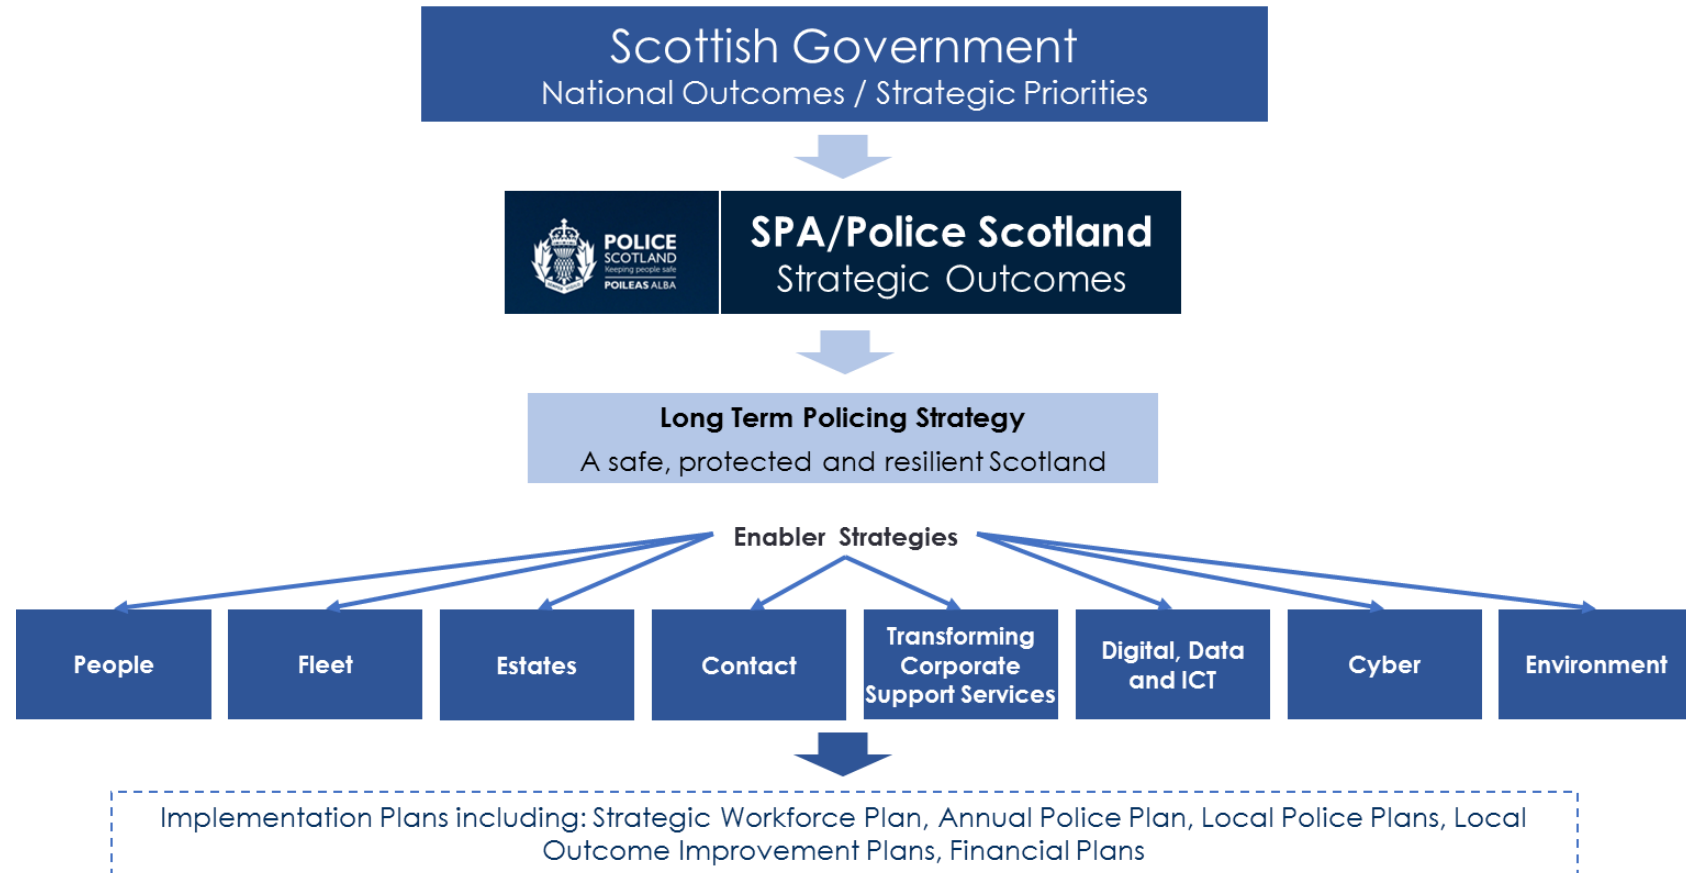 Scottish Government
National Outcomes / Strategic Priorities
POLICE
SCOTLAND
Keeping people safe
POILEAS ALBA
SPA/Police Scotland
Strategic Outcomes
Long Term Policing Strategy
A safe, protected and resilient Scotland
Enabler Strategies
People
Fleet
Estates
Contact
Transforming
Corporate
Support Services
Digital, Data
and ICT
Cyber
Environment
Implementation Plans including: Strategic Workforce Plan, Annual Police Plan, Local Police Plans, Local
Outcome Improvement Plans, Financial Plans